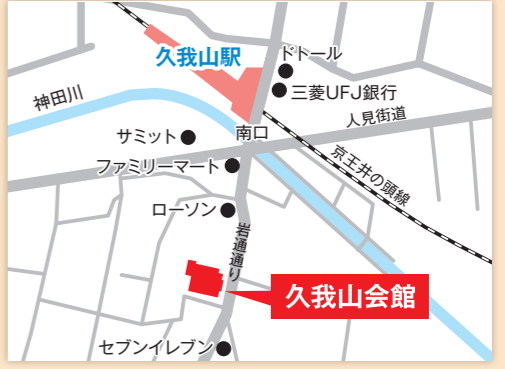 久我山駅
ドトール
三菱UFJ銀行
神田川
人見街道
サミット
南口
ファミリーマート
京王井の頭線
ローソン
岩通通り
久我山会館
セブンイレブン